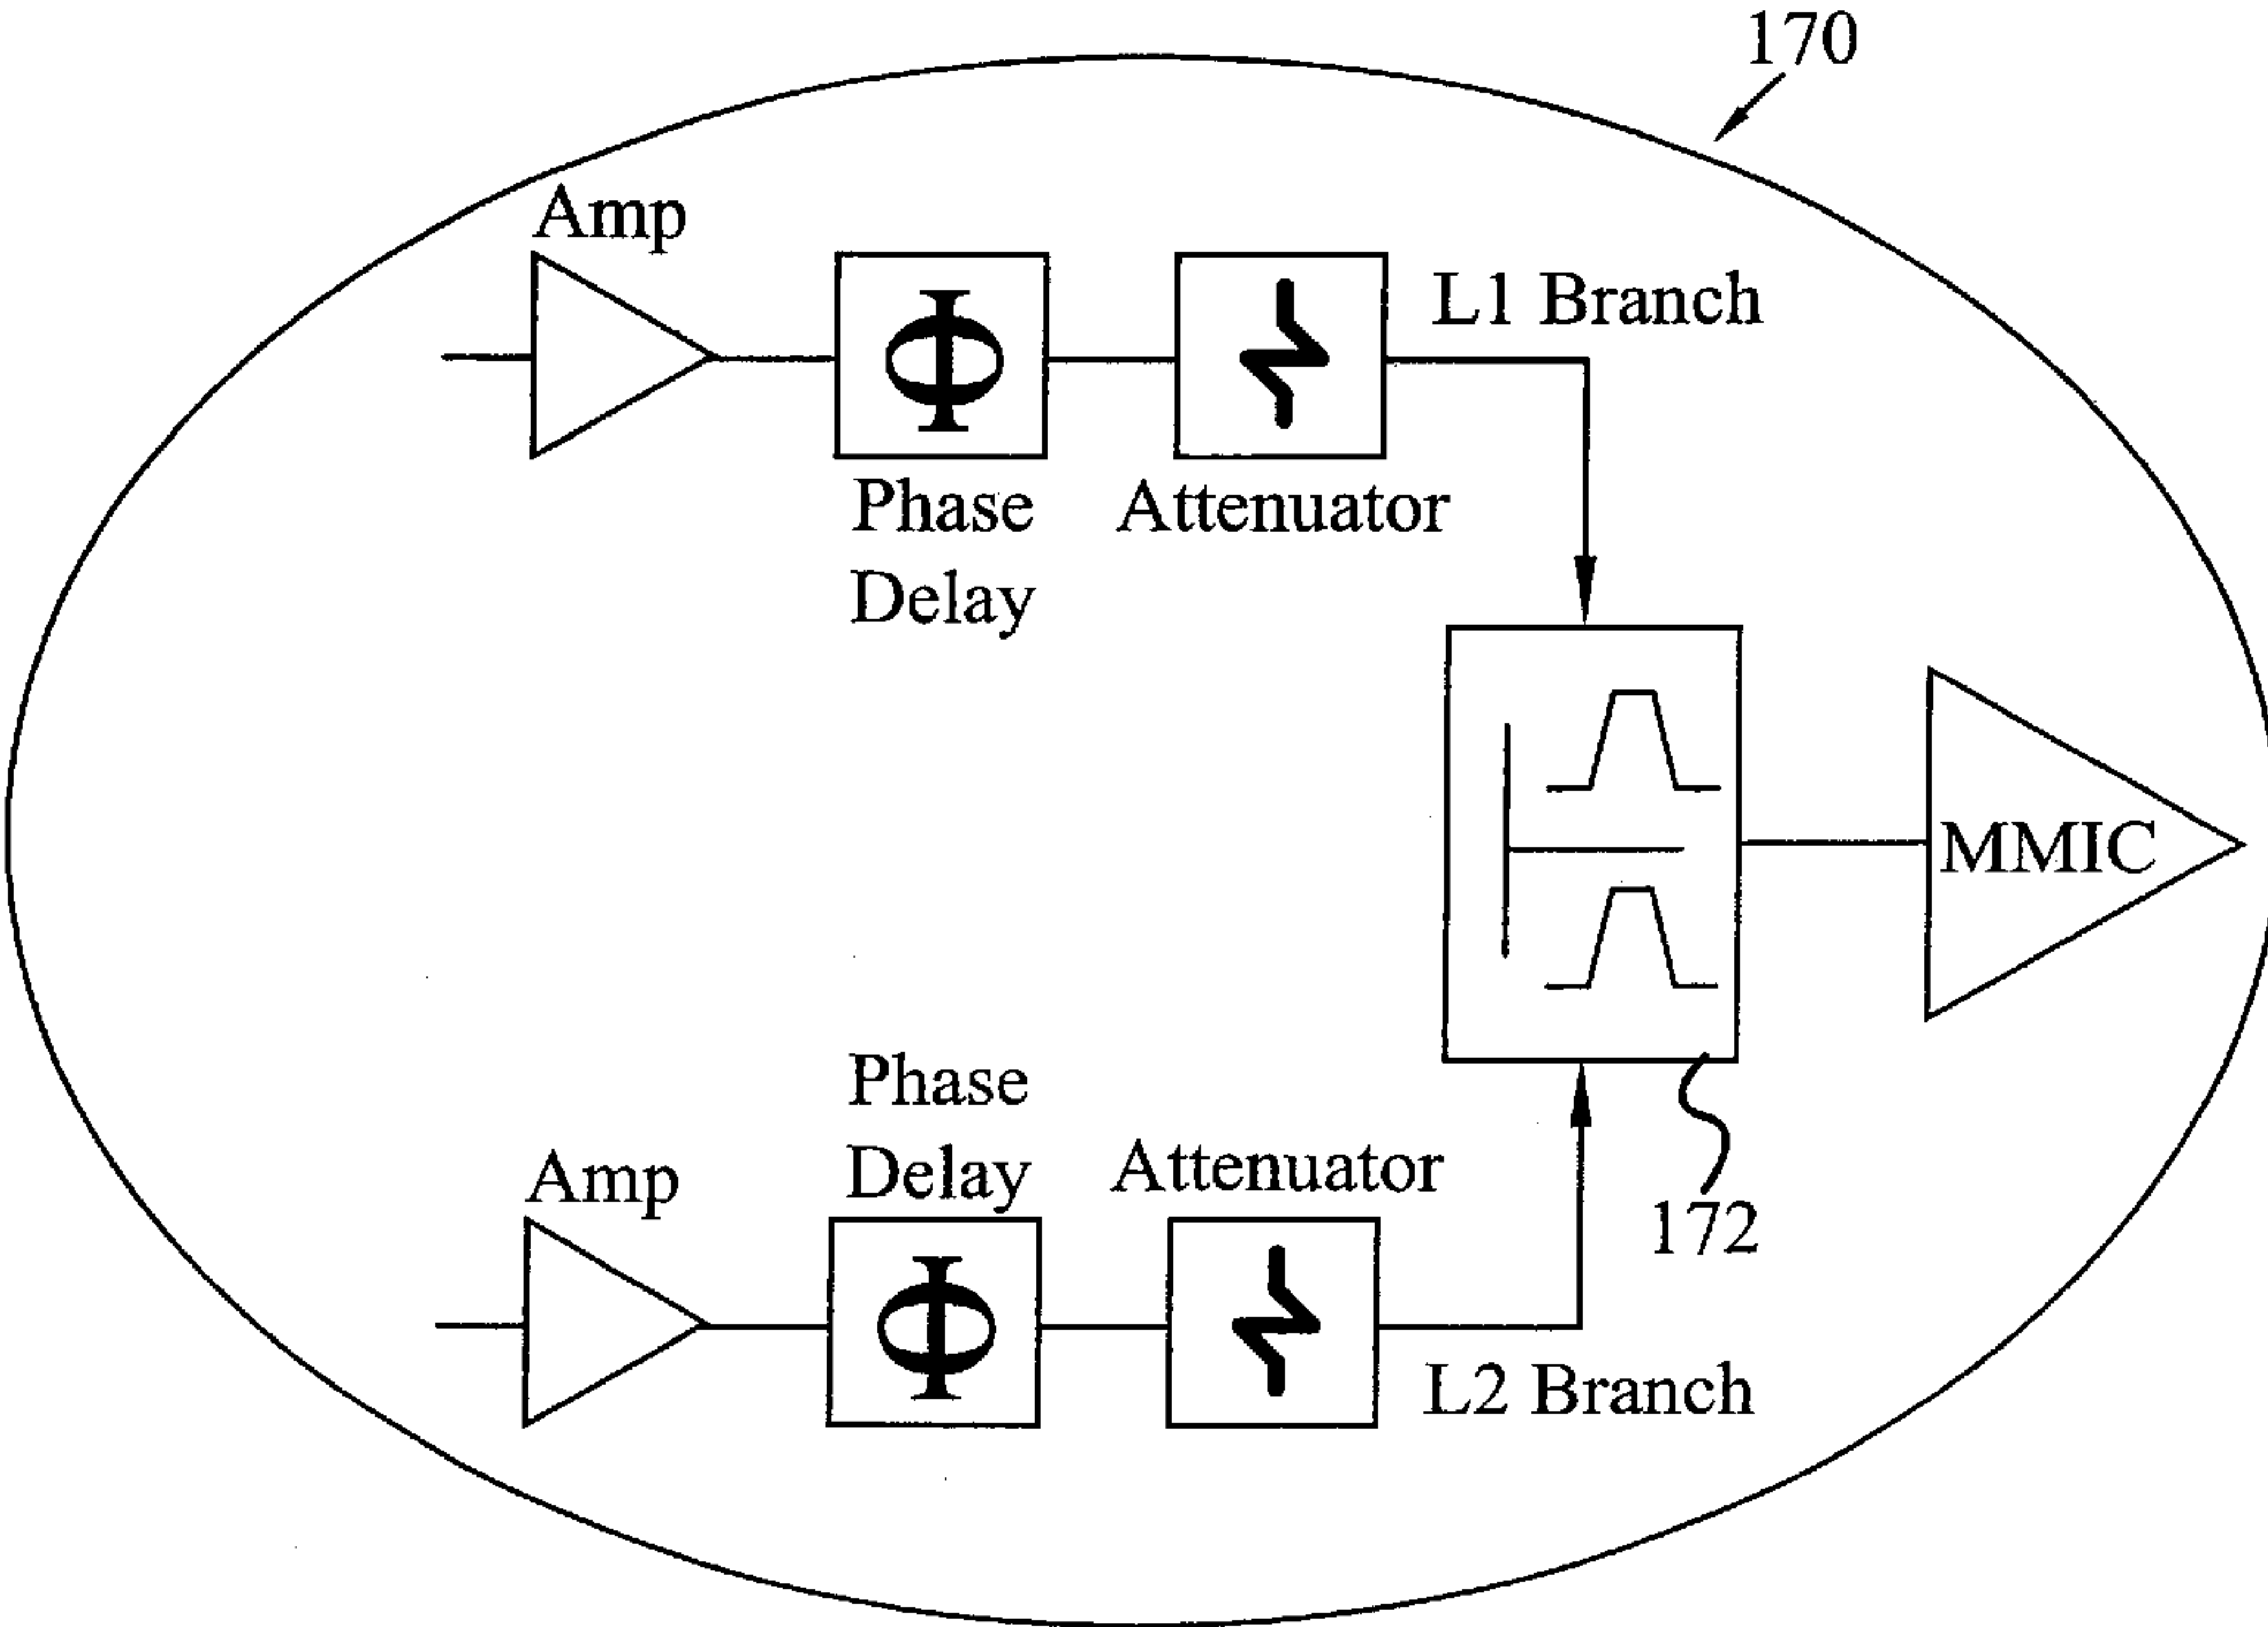 170
Amp
Φ
L1 Branch
Phase
Delay
Attenuator
MMIC
Phase
Delay
Attenuator
Amp
172
Φ
L2 Branch